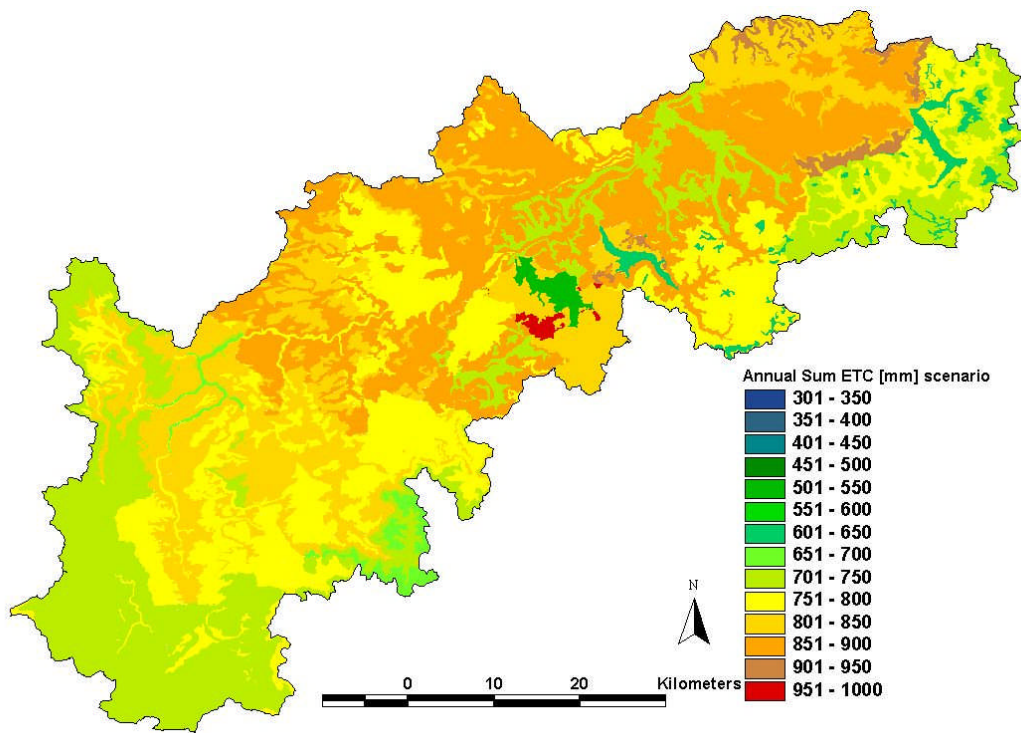 Annual Sum ETC [mm] scenario
301 - 350
351 - 400
401 - 450
451 - 500
501 - 550
551 - 600
601 - 650
651 - 700
701 - 750
751 - 800
801 - 850
851 - 900
901 - 950
951 - 1000
N
0 10 20 Kilometers